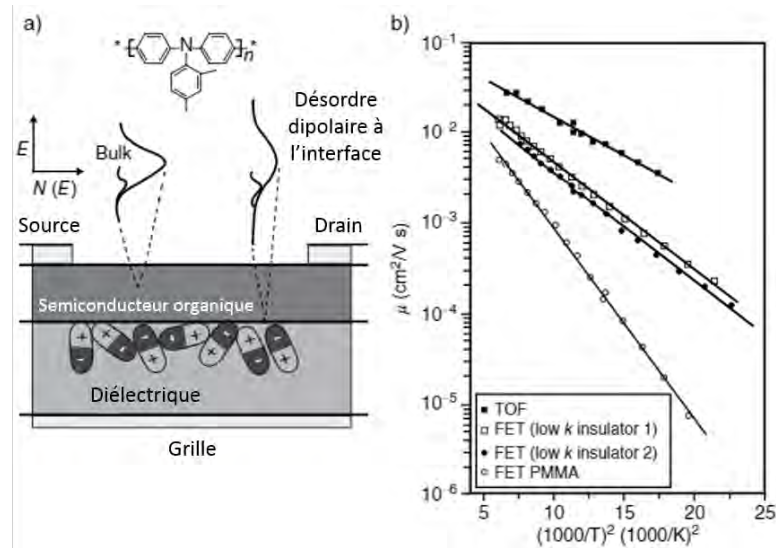 a)
* [ N ]n *
Désordre
dipolaire à
l'interface
E
Bulk
N (E)
Source
Drain
Semiconducteur organique
+ - + - + - + - + - + - + -
Diélectrique
Grille
b)
10⁻¹
10⁻²
10⁻³
10⁻⁴
10⁻⁵
10⁻⁶
μ (cm²/V s)
TOF
FET (low k insulator 1)
FET (low k insulator 2)
FET PMMA
5 10 15 20 25
(1000/T)² (1000/K)²